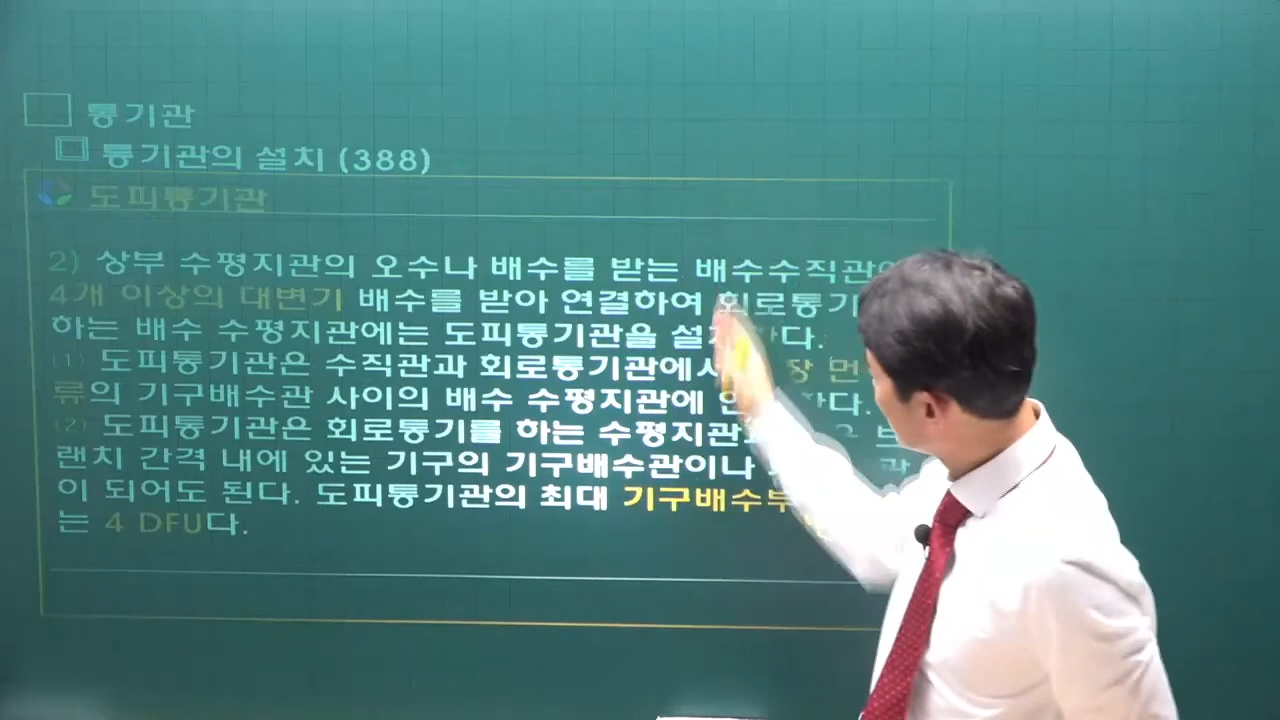 통기관
통기관의 설치 (388)
도피통기관
2) 상부 수평지관의 오수나 배수를 받는 배수수직관
4개 이상의 대변기 배수를 받아 연결하여 회로통기
하는 배수 수평지관에는 도피통기관을
(1) 도피통기관은 수직관과 회로통기관에서
류의 기구배수관 사이의 배수 수평지관에
(2) 도피통기관은 회로통기를 하는 수평지관
랜치 간격 내에 있는 기구의 기구배수관이나
이 되어도 된다. 도피통기관의 최대 기구배수부
는 4 DFU다.